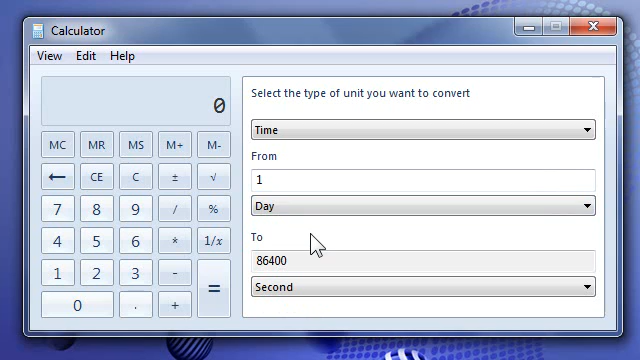 Calculator
View Edit Help
0
MC MR MS M+ M-
← CE C ± √
7 8 9 / %
4 5 6 * 1/x
1 2 3 - =
0 . +
Select the type of unit you want to convert
Time
From
1
Day
To
86400
Second